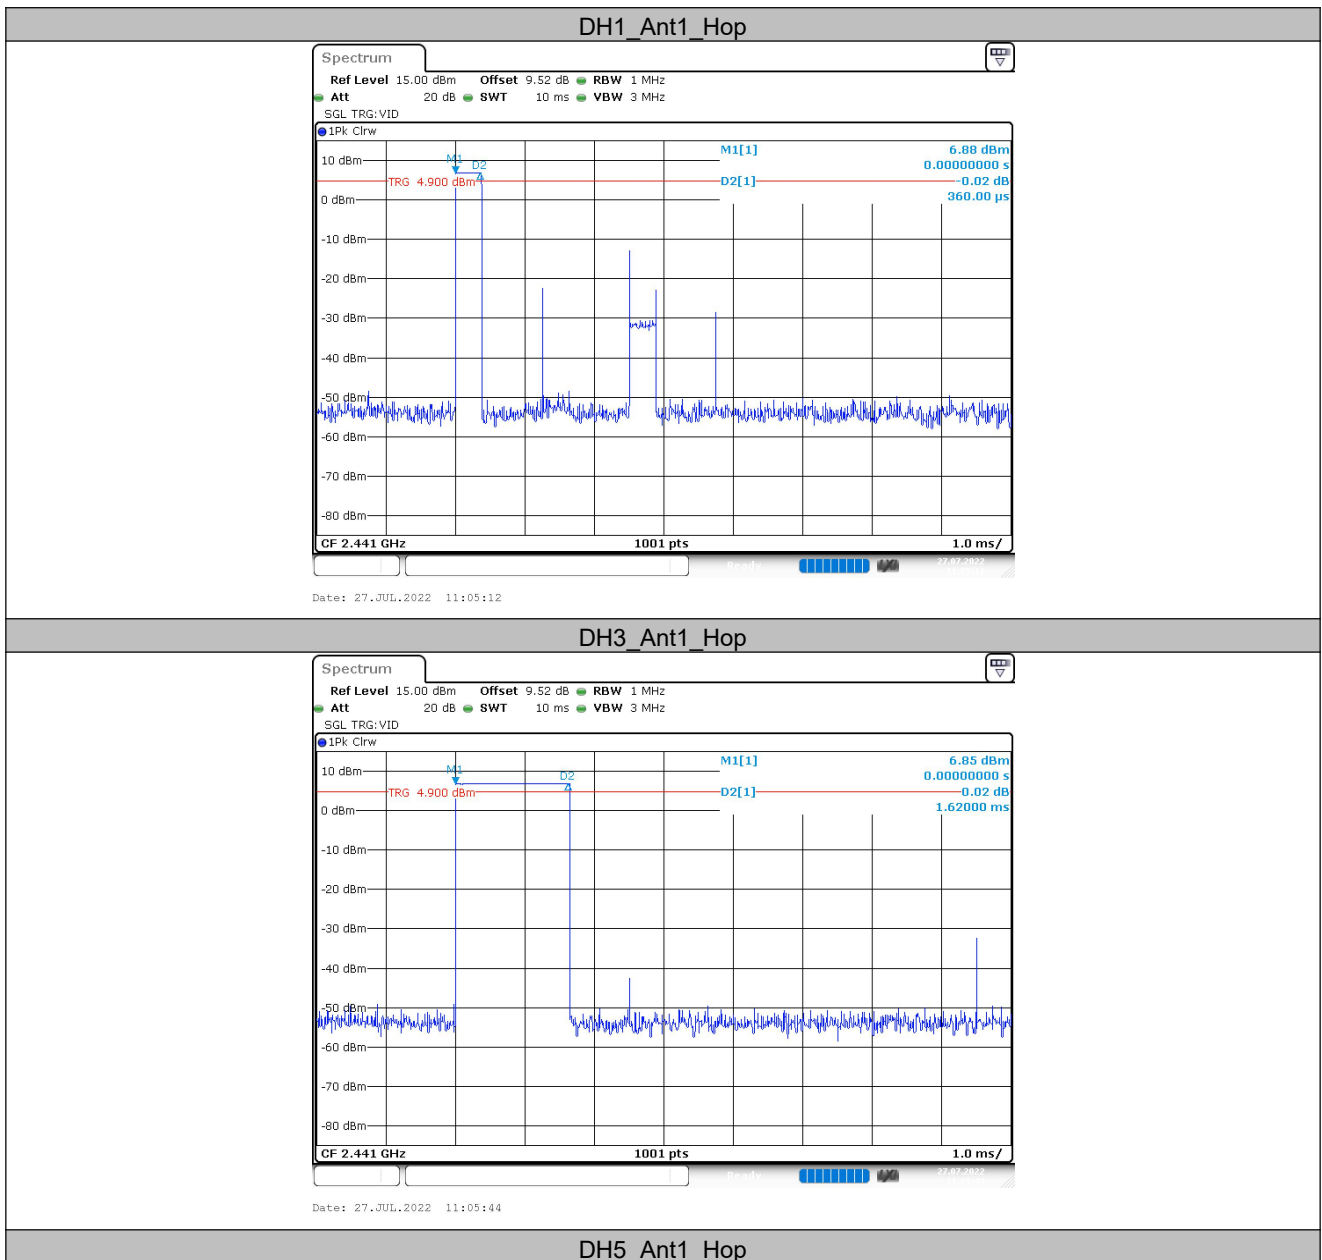 DH1_Ant1_Hop
Spectrum
Ref Level 15.00 dBm Offset 9.52 dB RBW 1 MHz
Att 20 dB SWT 10 ms VBW 3 MHz
SGL TRG:VID
1Pk Clrw
M1[1] 6.88 dBm
0.00000000 s
D2[1] -0.02 dB
360.00 µs
M1
D2
10 dBm
TRG 4.900 dBm
0 dBm
-10 dBm
-20 dBm
-30 dBm
-40 dBm
-50 dBm
-60 dBm
-70 dBm
-80 dBm
CF 2.441 GHz 1001 pts 1.0 ms/
Ready 27.07.2022
Date: 27.JUL.2022 11:05:12
DH3_Ant1_Hop
Spectrum
Ref Level 15.00 dBm Offset 9.52 dB RBW 1 MHz
Att 20 dB SWT 10 ms VBW 3 MHz
SGL TRG:VID
1Pk Clrw
M1[1] 6.85 dBm
0.00000000 s
D2[1] 0.02 dB
1.62000 ms
M1
D2
10 dBm
TRG 4.900 dBm
0 dBm
-10 dBm
-20 dBm
-30 dBm
-40 dBm
-50 dBm
-60 dBm
-70 dBm
-80 dBm
CF 2.441 GHz 1001 pts 1.0 ms/
Ready 27.07.2022
Date: 27.JUL.2022 11:05:44
DH5_Ant1_Hop